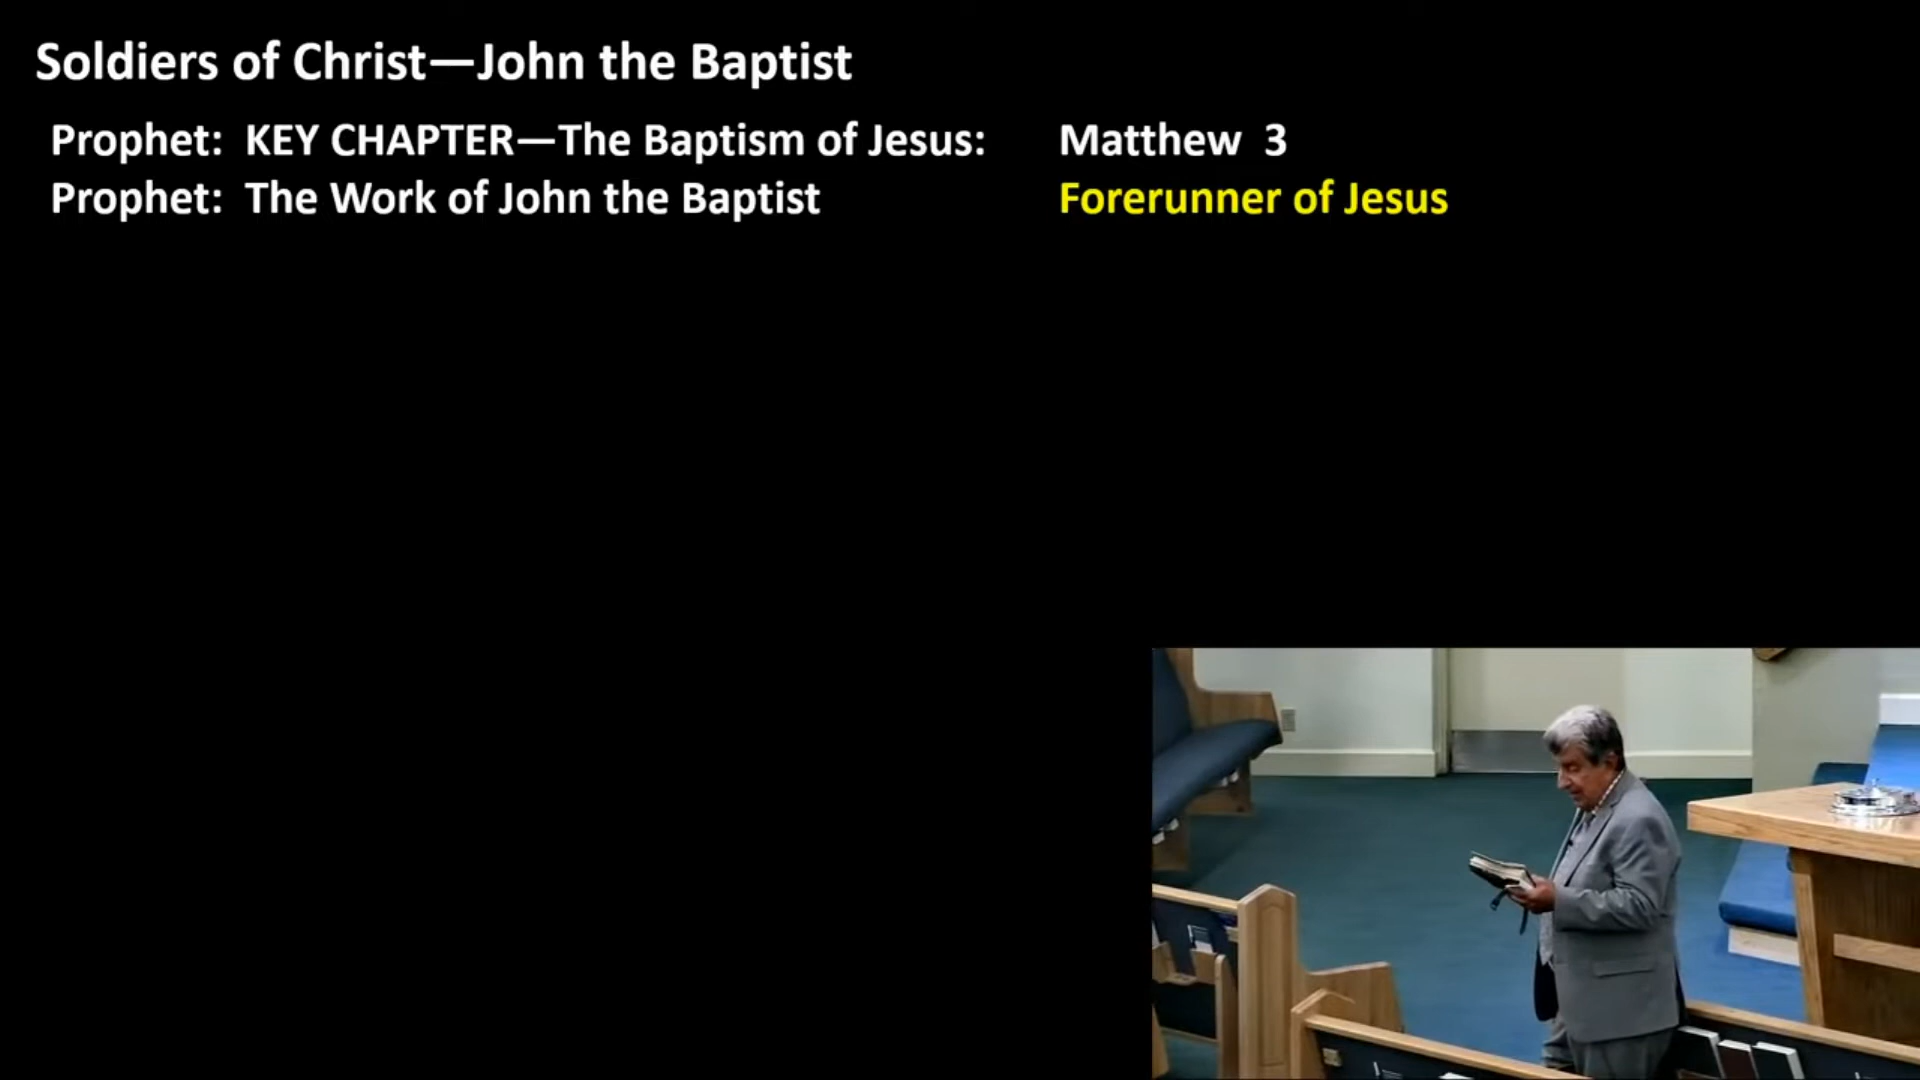 Soldiers of Christ—John the Baptist
Prophet: KEY CHAPTER—The Baptism of Jesus: Matthew 3
Prophet: The Work of John the Baptist Forerunner of Jesus